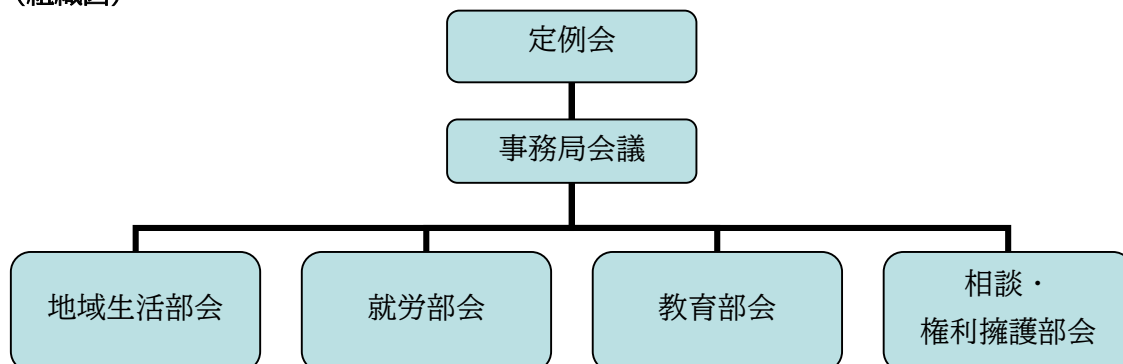 （組織図）
定例会
事務局会議
地域生活部会
就労部会
教育部会
相談・
権利擁護部会